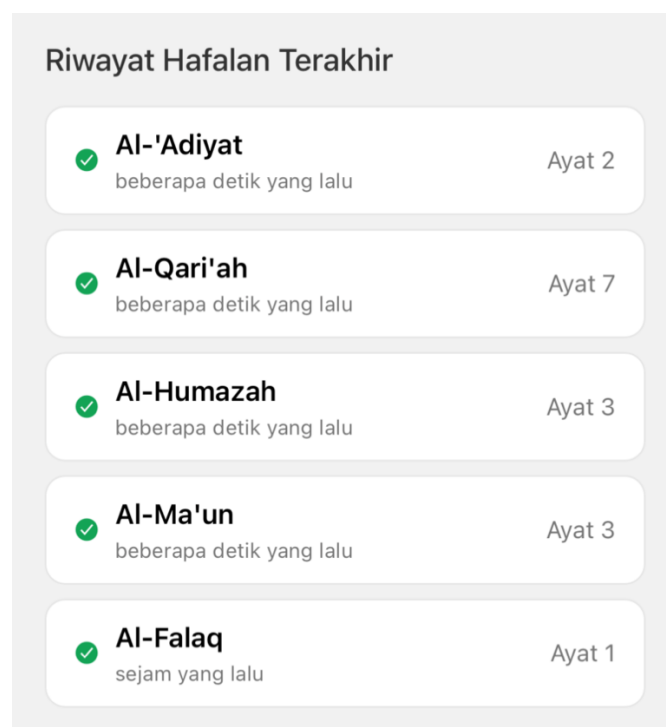 Riwayat Hafalan Terakhir
Al-'Adiyat
beberapa detik yang lalu
Ayat 2
Al-Qari'ah
beberapa detik yang lalu
Ayat 7
Al-Humazah
beberapa detik yang lalu
Ayat 3
Al-Ma'un
beberapa detik yang lalu
Ayat 3
Al-Falaq
sejam yang lalu
Ayat 1